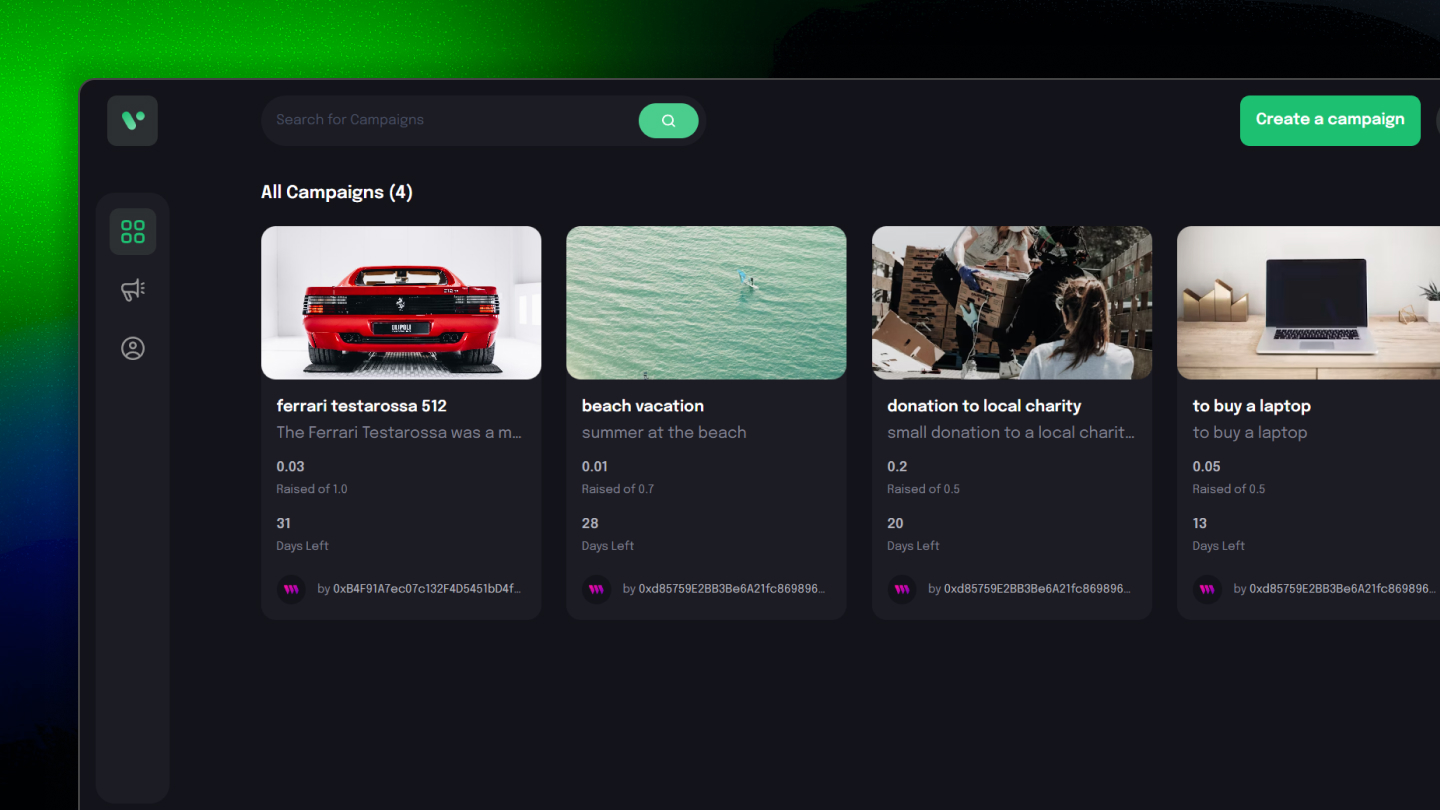 Search for Campaigns
Create a campaign
All Campaigns (4)
ferrari testarossa 512
The Ferrari Testarossa was a m...
0.03
Raised of 1.0
31
Days Left
by 0xB4F91A7ec07c132F4D5451bD4f...
beach vacation
summer at the beach
0.01
Raised of 0.7
28
Days Left
by 0xd85759E2BB3Be6A21fc869896...
donation to local charity
small donation to a local charit...
0.2
Raised of 0.5
20
Days Left
by 0xd85759E2BB3Be6A21fc869896...
to buy a laptop
to buy a laptop
0.05
Raised of 0.5
13
Days Left
by 0xd85759E2BB3Be6A21fc869896...